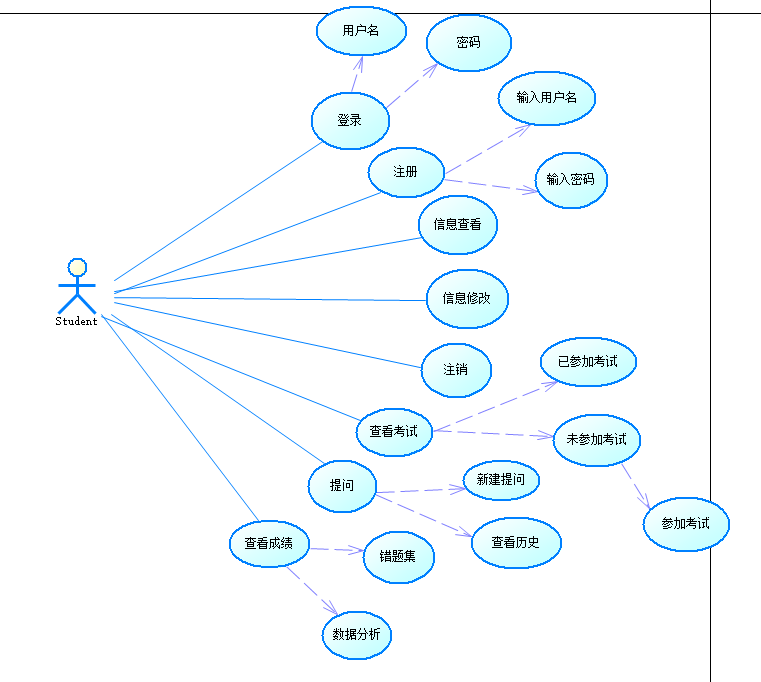 用户名
密码
输入用户名
登录
注册
输入密码
信息查看
信息修改
Student
已参加考试
注销
查看考试
未参加考试
提问
新建提问
参加考试
查看成绩
查看历史
错题集
数据分析